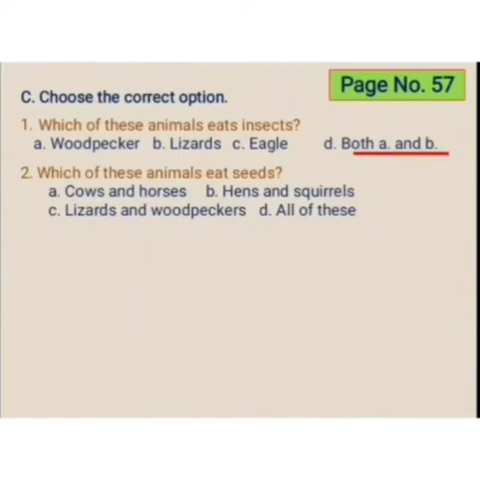 Page No. 57
C. Choose the correct option.
1. Which of these animals eats insects?
a. Woodpecker b. Lizards c. Eagle d. Both a. and b.
2. Which of these animals eat seeds?
a. Cows and horses b. Hens and squirrels
c. Lizards and woodpeckers d. All of these